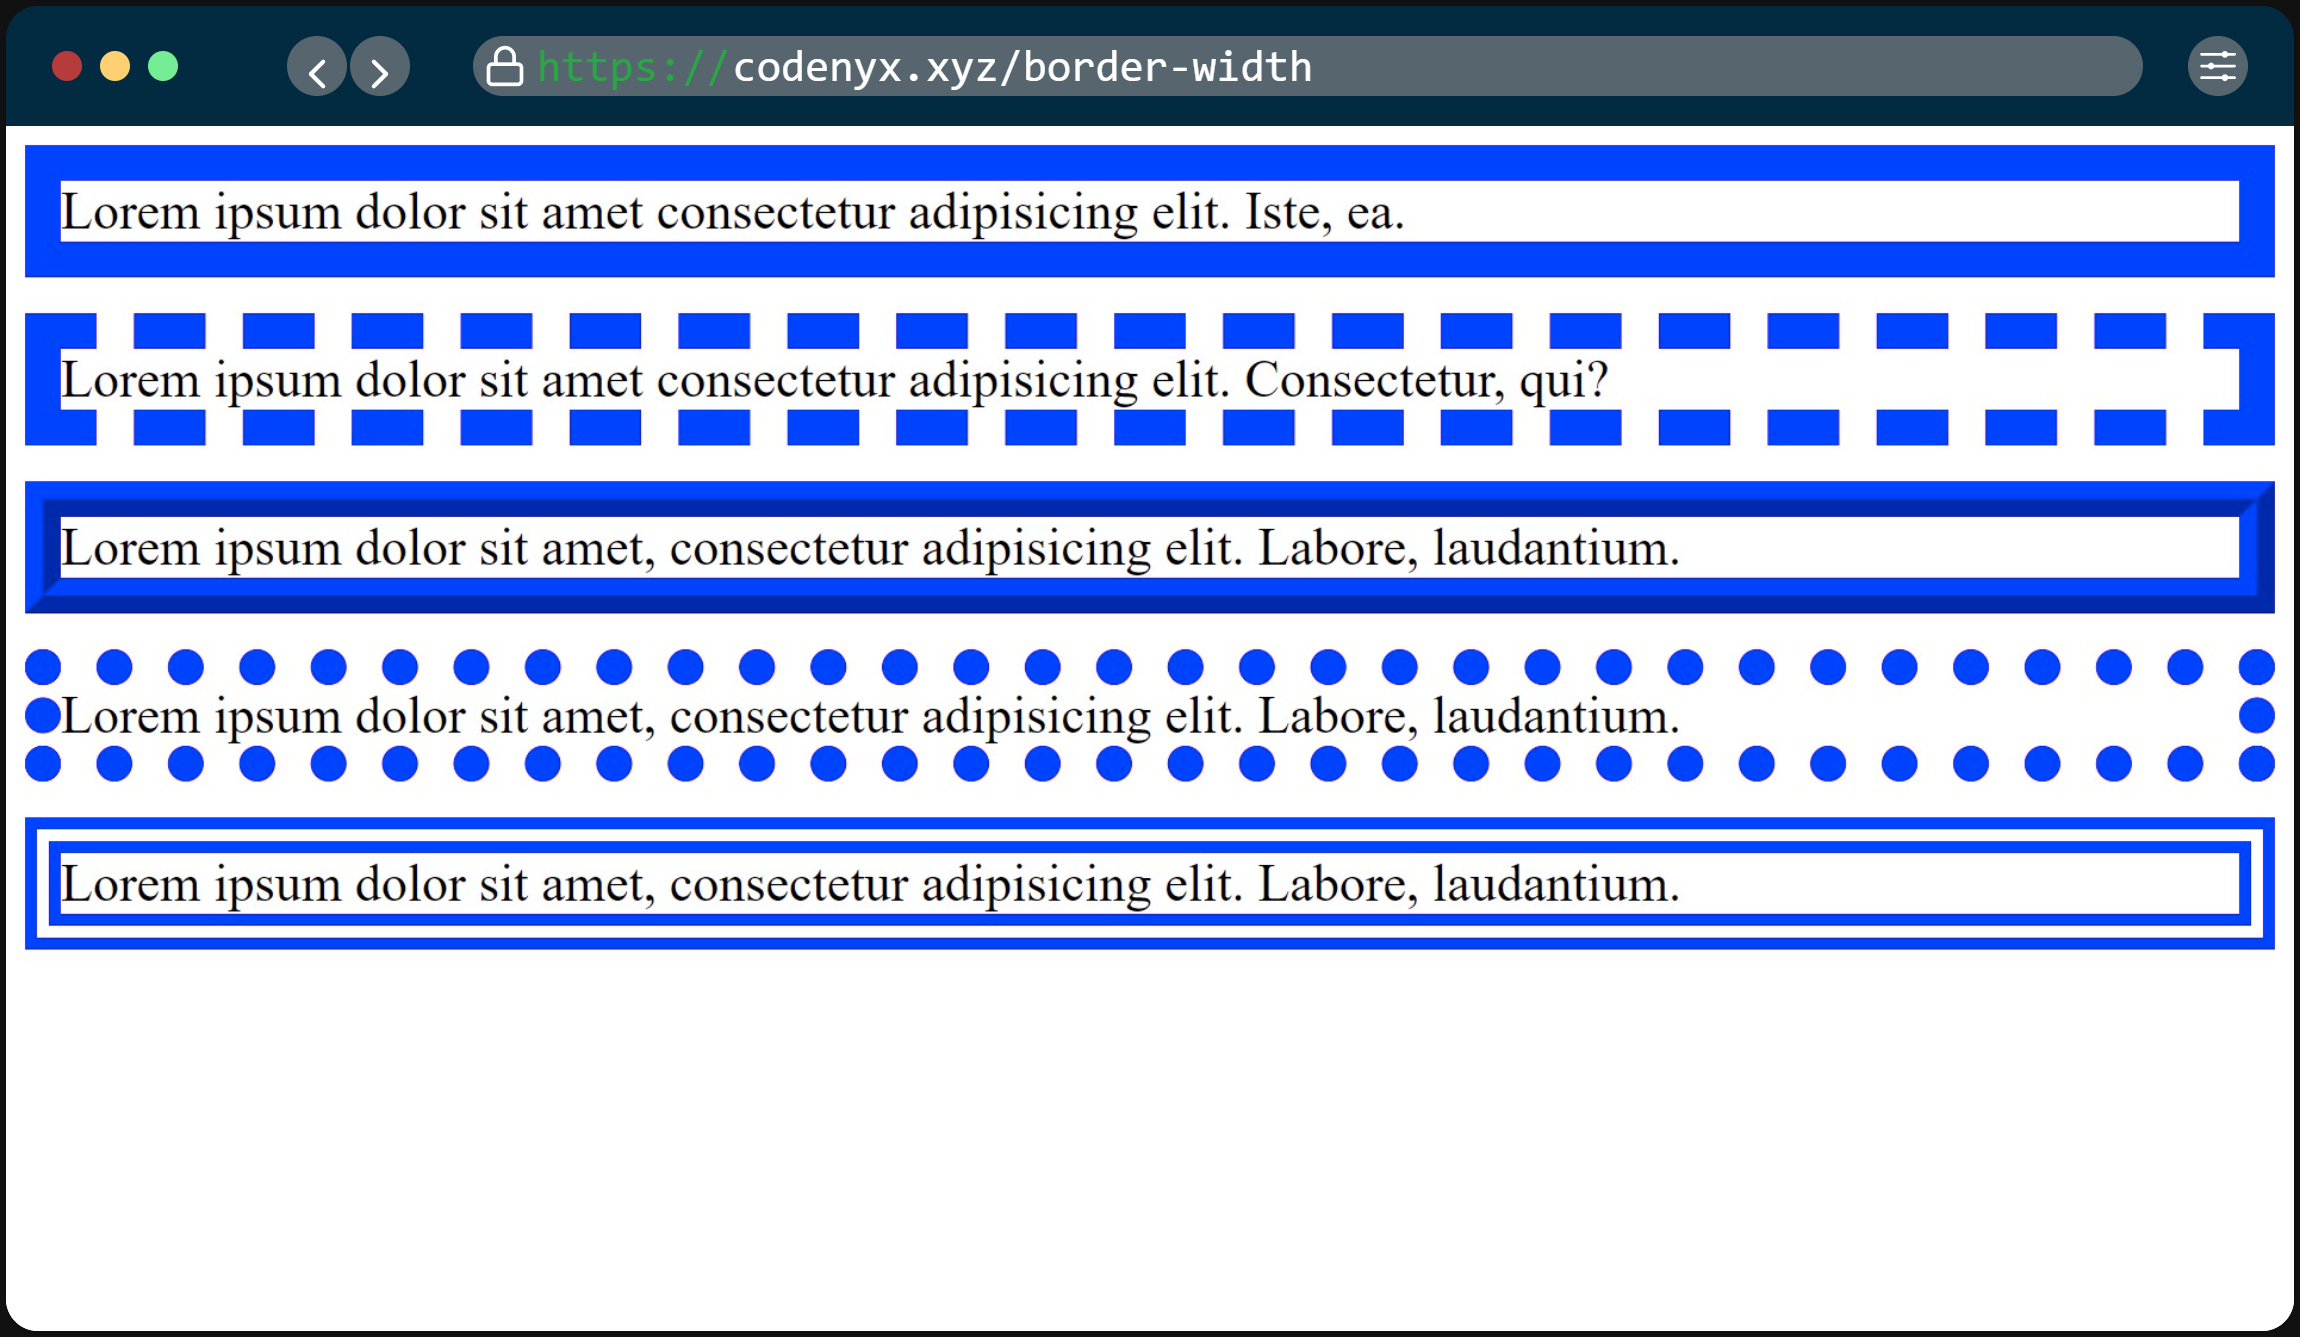 https://codenyx.xyz/border-width
Lorem ipsum dolor sit amet consectetur adipisicing elit. Iste, ea.
Lorem ipsum dolor sit amet consectetur adipisicing elit. Consectetur, qui?
Lorem ipsum dolor sit amet, consectetur adipisicing elit. Labore, laudantium.
Lorem ipsum dolor sit amet, consectetur adipisicing elit. Labore, laudantium.
Lorem ipsum dolor sit amet, consectetur adipisicing elit. Labore, laudantium.